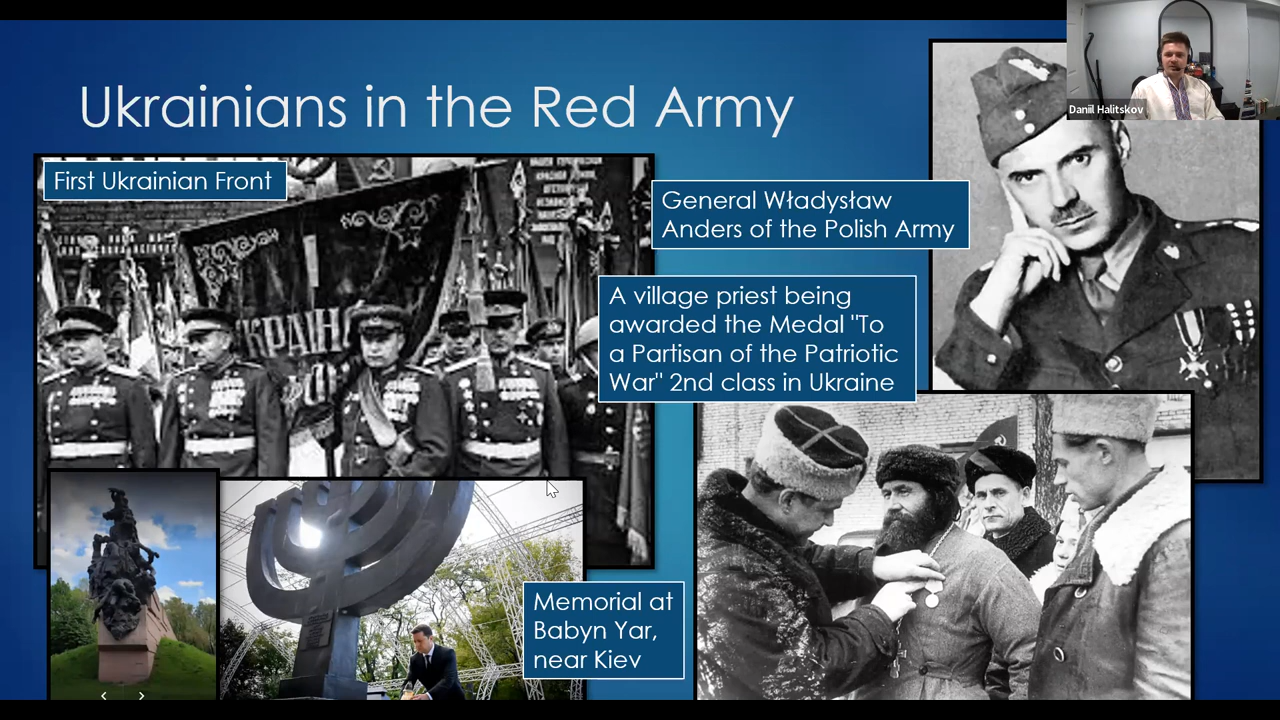 Ukrainians in the Red Army
Daniil Halitskov
First Ukrainian Front
General Władysław
Anders of the Polish Army
A village priest being
awarded the Medal "To
a Partisan of the Patriotic
War" 2nd class in Ukraine
Memorial at
Babyn Yar,
near Kiev